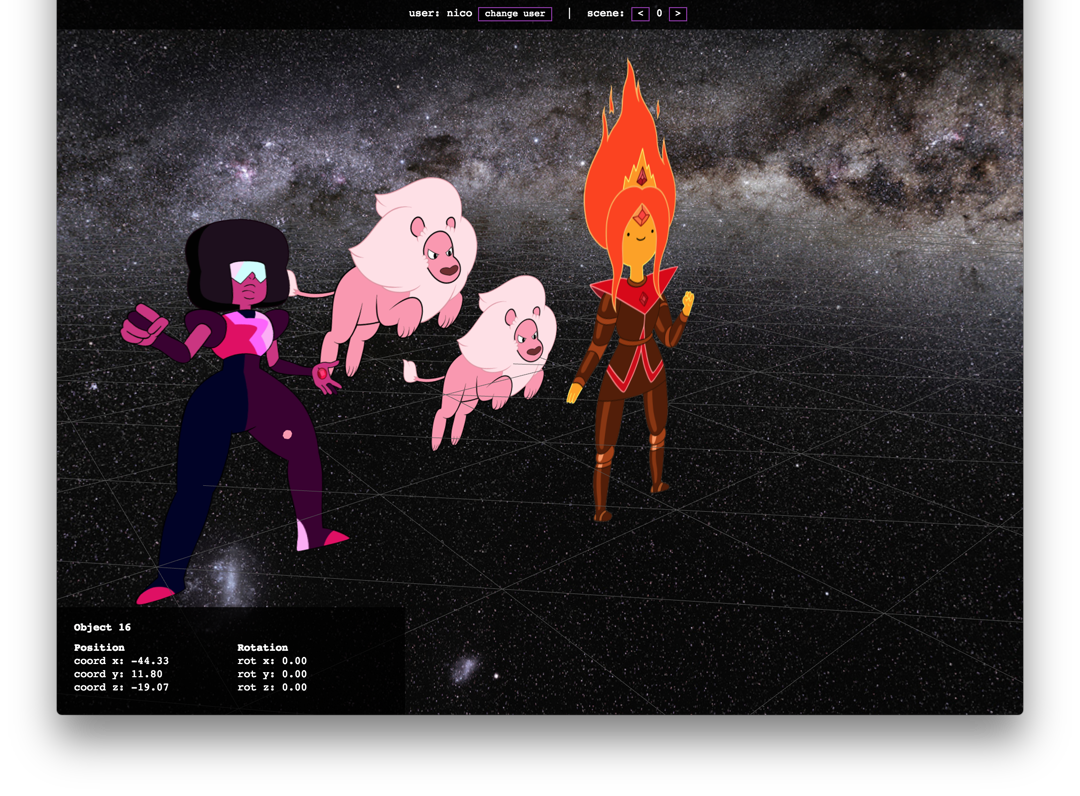 user: nico change user | scene: < 0 >
Object 16
Position Rotation
coord x: -44.33 rot x: 0.00
coord y: 11.80 rot y: 0.00
coord z: -19.07 rot z: 0.00